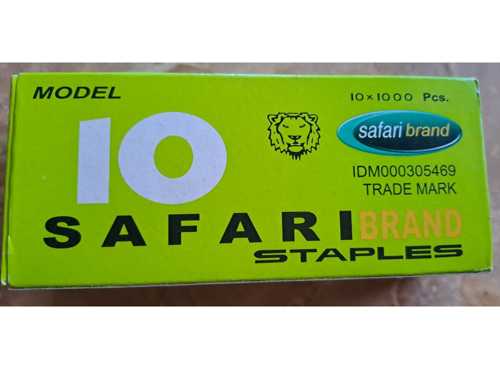 MODEL
10 x 1000 Pcs.
10
safari brand
IDM000305469
TRADE MARK
SAFARI BRAND
STAPLES